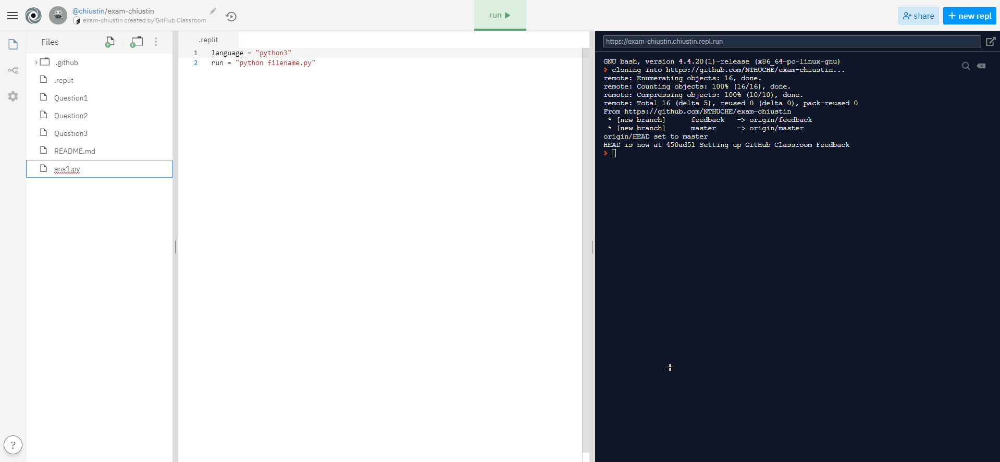 @chiustin/exam-chiustin
exam-chiustin created by GitHub Classroom
run
share
+ new repl
Files
.github
.replit
Question1
Question2
Question3
README.md
ans1.py
?
.replit
1 language = "python3"
2 run = "python filename.py"
https://exam-chiustin.chiustin.repl.run
GNU bash, version 4.4.20(1)-release (x86_64-pc-linux-gnu)
cloning into https://github.com/NTHUCHE/exam-chiustin...
remote: Enumerating objects: 16, done.
remote: Counting objects: 100% (16/16), done.
remote: Compressing objects: 100% (10/10), done.
remote: Total 16 (delta 5), reused 0 (delta 0), pack-reused 0
From https://github.com/NTHUCHE/exam-chiustin
* [new branch] feedback -> origin/feedback
* [new branch] master -> origin/master
origin/HEAD set to master
HEAD is now at 450ad51 Setting up GitHub Classroom Feedback